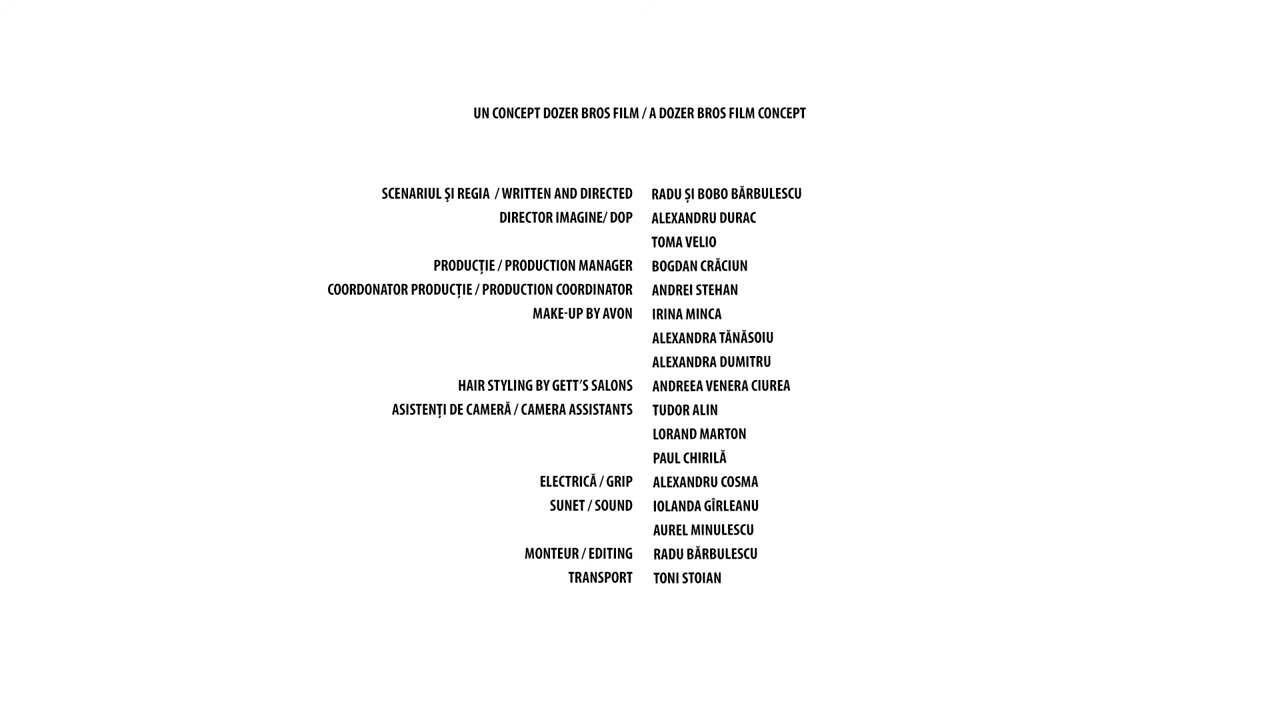 UN CONCEPT DOZER BROS FILM / A DOZER BROS FILM CONCEPT
SCENARIUL ŞI REGIA / WRITTEN AND DIRECTED RADU ȘI BOBO BĂRBULESCU
DIRECTOR IMAGINE/ DOP ALEXANDRU DURAC
TOMA VELIO
PRODUCȚIE / PRODUCTION MANAGER BOGDAN CRĂCIUN
COORDONATOR PRODUCȚIE / PRODUCTION COORDINATOR ANDREI STEHAN
MAKE-UP BY AVON IRINA MINCA
ALEXANDRA TĂNĂSOIU
ALEXANDRA DUMITRU
HAIR STYLING BY GETT'S SALONS ANDREEA VENERA CIUREA
ASISTENȚI DE CAMERĂ / CAMERA ASSISTANTS TUDOR ALIN
LORAND MARTON
PAUL CHIRILĂ
ELECTRICĂ / GRIP ALEXANDRU COSMA
SUNET / SOUND IOLANDA GÎRLEANU
AUREL MINULESCU
MONTEUR / EDITING RADU BĂRBULESCU
TRANSPORT TONI STOIAN